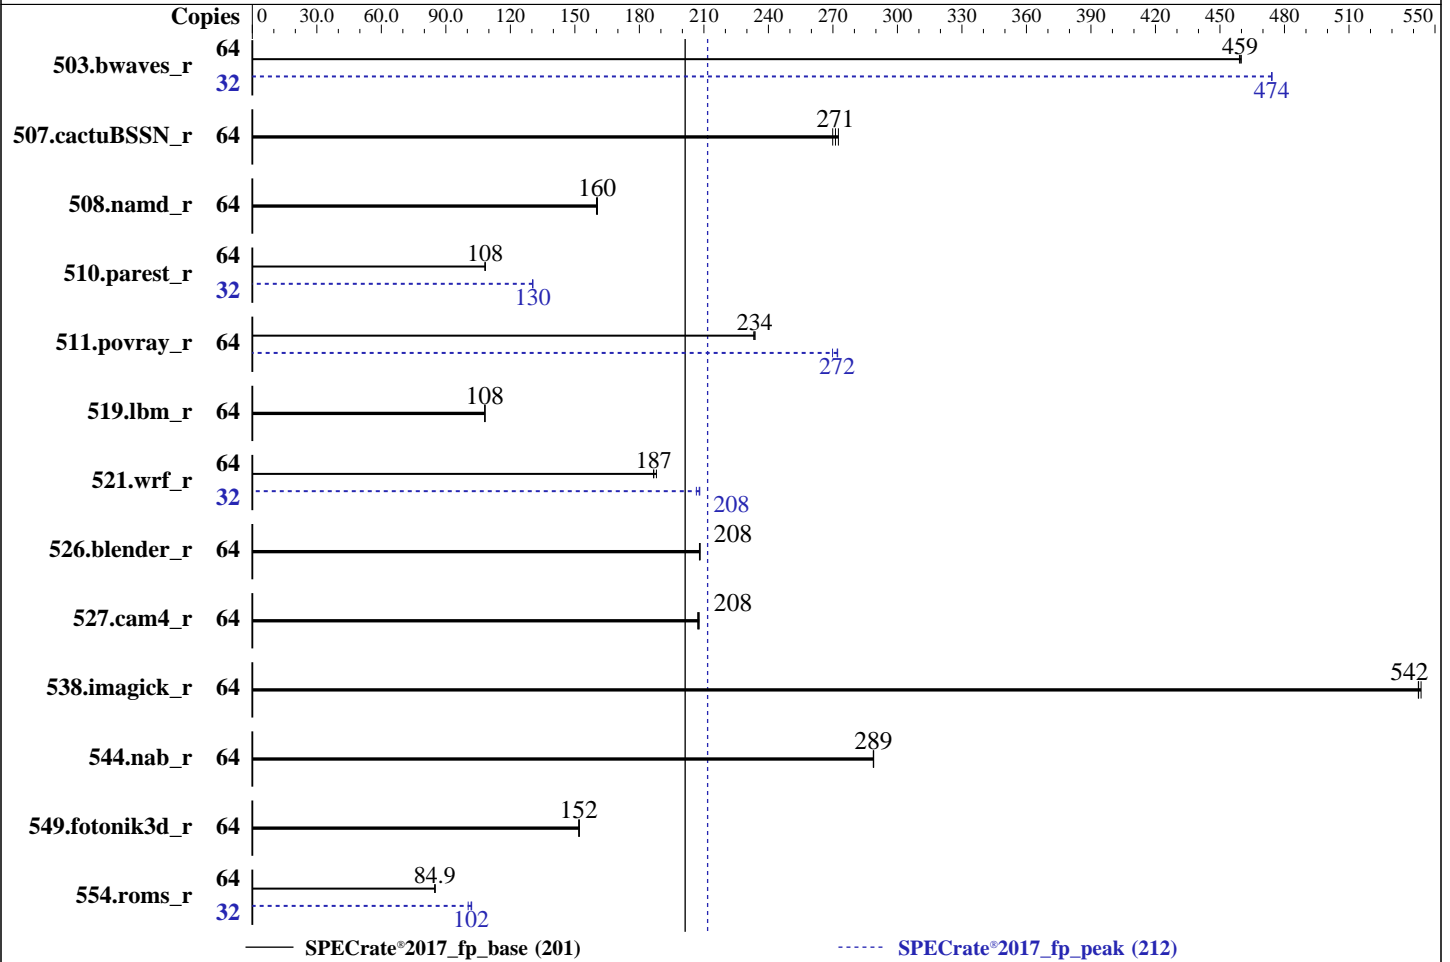 Copies 0 30.0 60.0 90.0 120 150 180 210 240 270 300 330 360 390 420 450 480 510 550
503.bwaves_r 64 459
32 474
507.cactuBSSN_r 64 271
508.namd_r 64 160
510.parest_r 64 108
32 130
511.povray_r 64 234
272
519.lbm_r 64 108
521.wrf_r 64 187
32 208
526.blender_r 64 208
527.cam4_r 64 208
538.imagick_r 64 542
544.nab_r 64 289
549.fotonik3d_r 64 152
554.roms_r 64 84.9
32 102
SPECrate®2017_fp_base (201) SPECrate®2017_fp_peak (212)